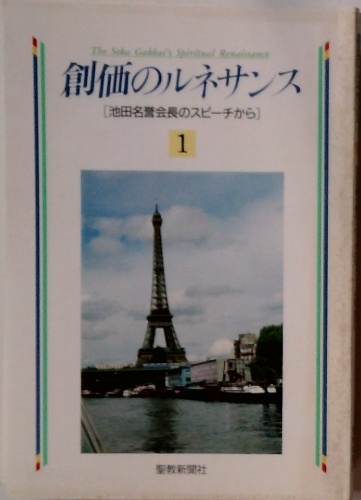 The Soka Gakkai's Spiritual Renaissance
創価のルネサンス
[池田名誉会長のスピーチから]
1
聖教新聞社